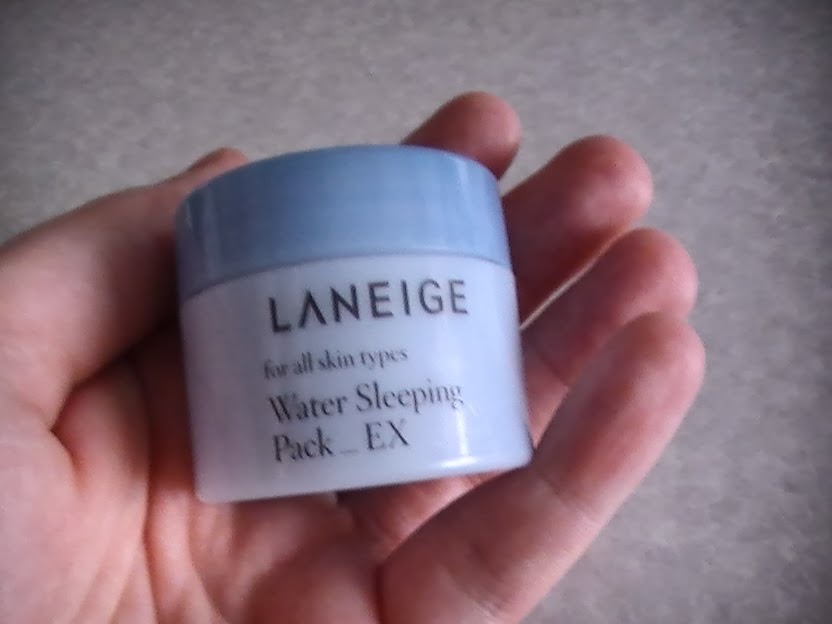 LANEIGE
for all skin types
Water Sleeping
Pack _ EX